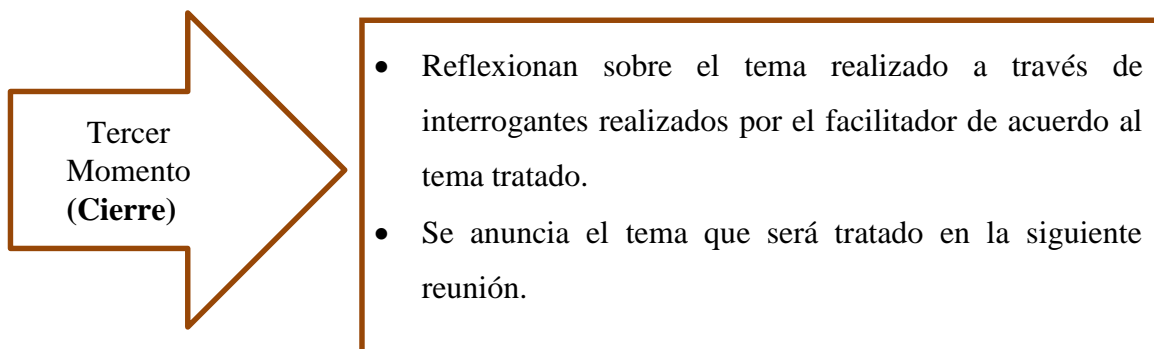 Tercer
Momento
(Cierre)
• Reflexionan sobre el tema realizado a través de
interrogantes realizados por el facilitador de acuerdo al
tema tratado.
• Se anuncia el tema que será tratado en la siguiente
reunión.